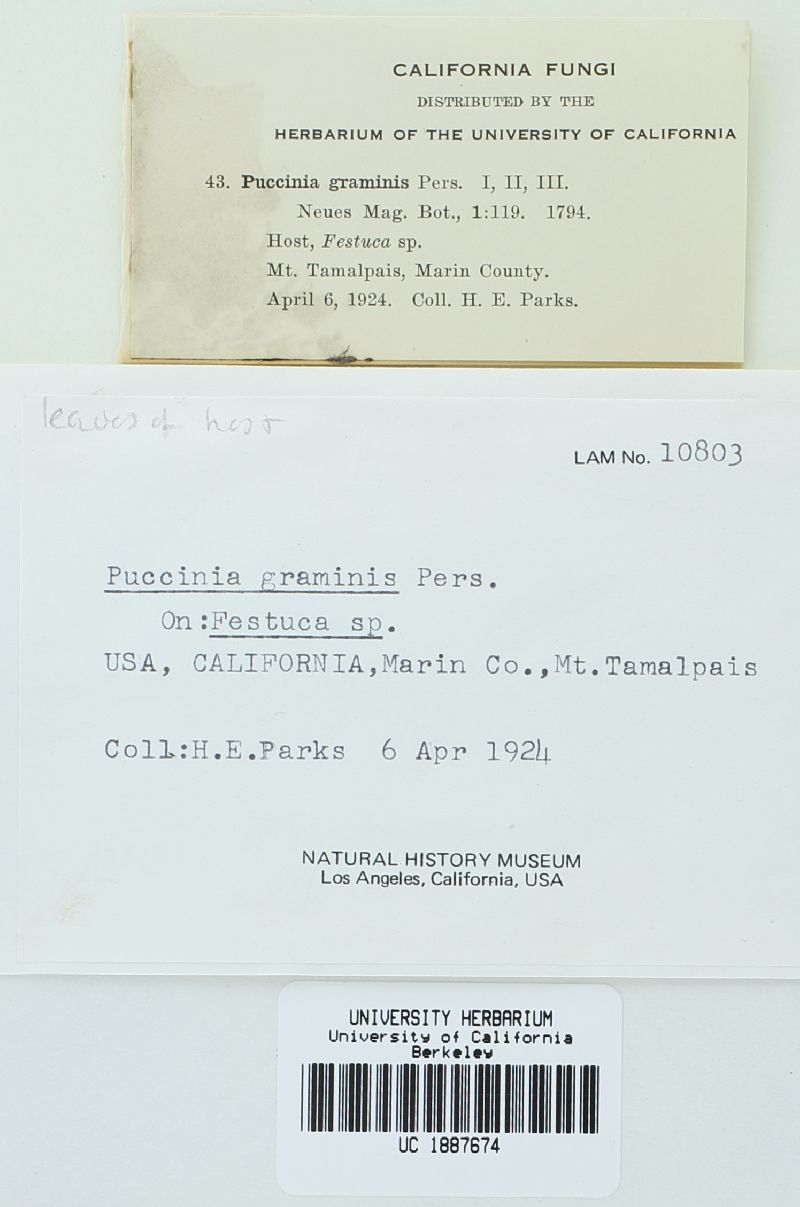 CALIFORNIA FUNGI
DISTRIBUTED BY THE
HERBARIUM OF THE UNIVERSITY OF CALIFORNIA
43. Puccinia graminis Pers. I, II, III.
Neues Mag. Bot., 1:119. 1794.
Host, Festuca sp.
Mt. Tamalpais, Marin County.
April 6, 1924. Coll. H. E. Parks.
leaves of host
LAM No. 10803
Puccinia graminis Pers.
On:Festuca sp.
USA, CALIFORNIA,Marin Co.,Mt.Tamalpais
Coll:H.E.Parks 6 Apr 1924
NATURAL HISTORY MUSEUM
Los Angeles, California, USA
UNIVERSITY HERBARIUM
University of California
Berkeley
UC 1887674